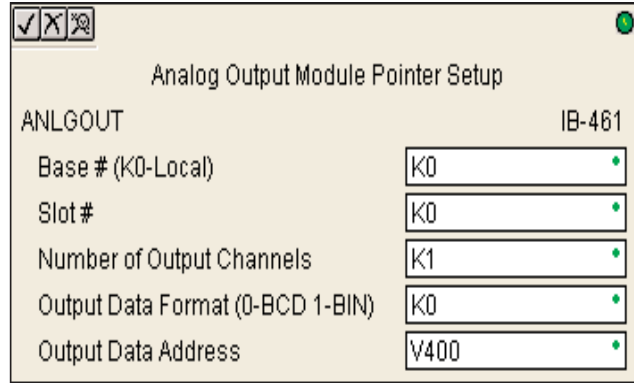 Analog Output Module Pointer Setup
ANLGOUT IB-461
Base # (K0-Local) K0
Slot # K0
Number of Output Channels K1
Output Data Format (0-BCD 1-BIN) K0
Output Data Address V400